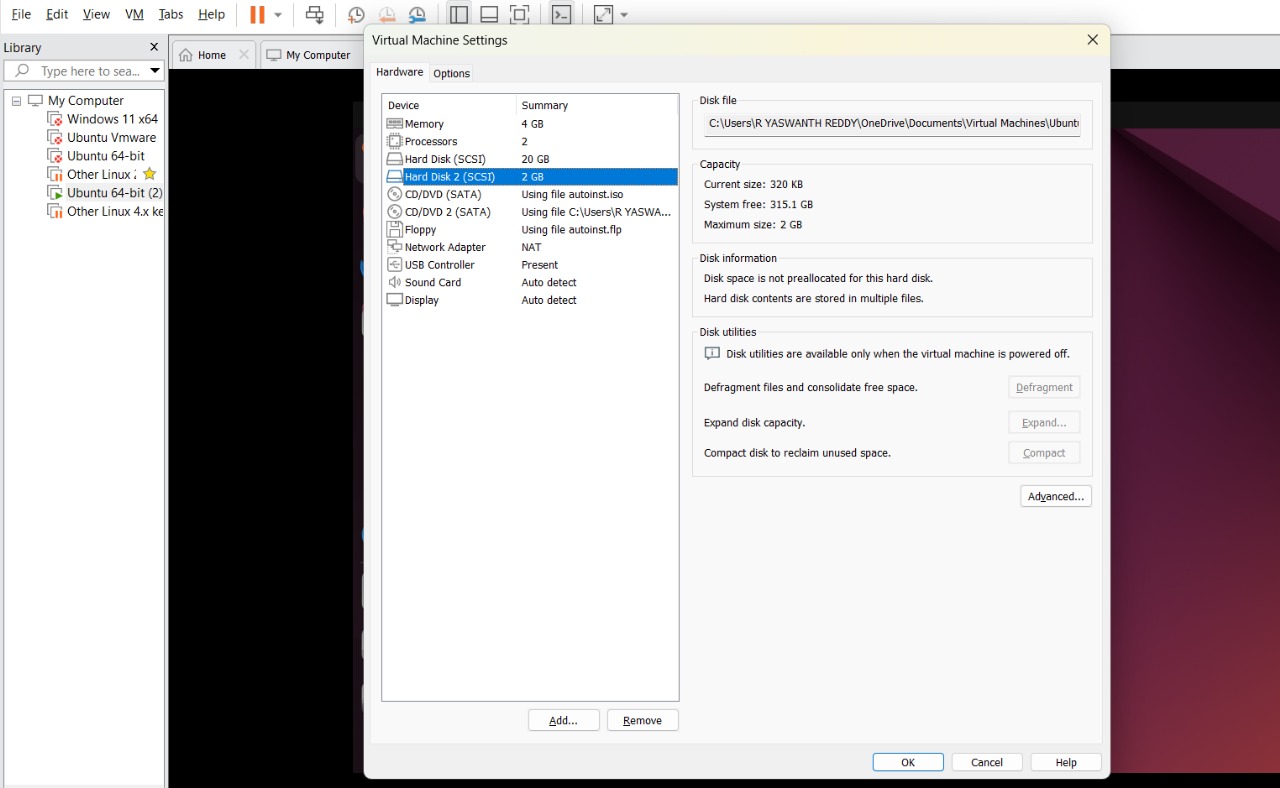 File Edit View VM Tabs Help
Library
Type here to sea...
Home
My Computer
My Computer
Windows 11 x64
Ubuntu Vmware
Ubuntu 64-bit
Other Linux
Ubuntu 64-bit (2)
Other Linux 4.x ke
Virtual Machine Settings
Hardware Options
Device Summary
Memory 4 GB
Processors 2
Hard Disk (SCSI) 20 GB
Hard Disk 2 (SCSI) 2 GB
CD/DVD (SATA) Using file autoinst.iso
CD/DVD 2 (SATA) Using file C:\Users\R YASWA...
Floppy Using file autoinst.flp
Network Adapter NAT
USB Controller Present
Sound Card Auto detect
Display Auto detect
Add... Remove
Disk file
C:\Users\R YASWANTH REDDY\OneDrive\Documents\Virtual Machines\Ubunt
Capacity
Current size: 320 KB
System free: 315.1 GB
Maximum size: 2 GB
Disk information
Disk space is not preallocated for this hard disk.
Hard disk contents are stored in multiple files.
Disk utilities
Disk utilities are available only when the virtual machine is powered off.
Defragment files and consolidate free space. Defragment
Expand disk capacity. Expand...
Compact disk to reclaim unused space. Compact
Advanced...
OK Cancel Help